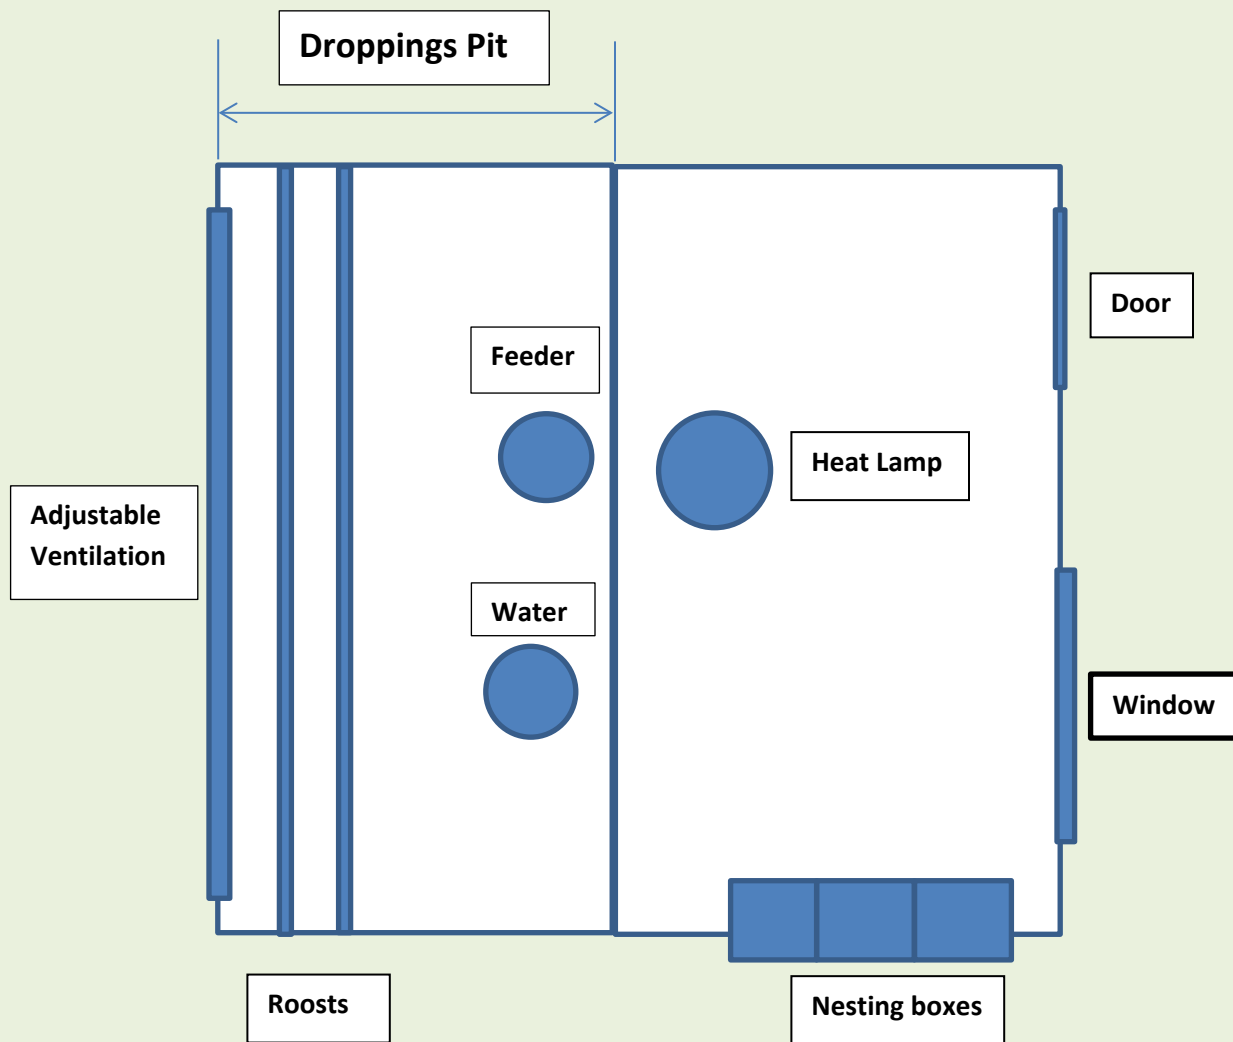 Droppings Pit
Door
Feeder
Heat Lamp
Adjustable
Ventilation
Water
Window
Roosts
Nesting boxes